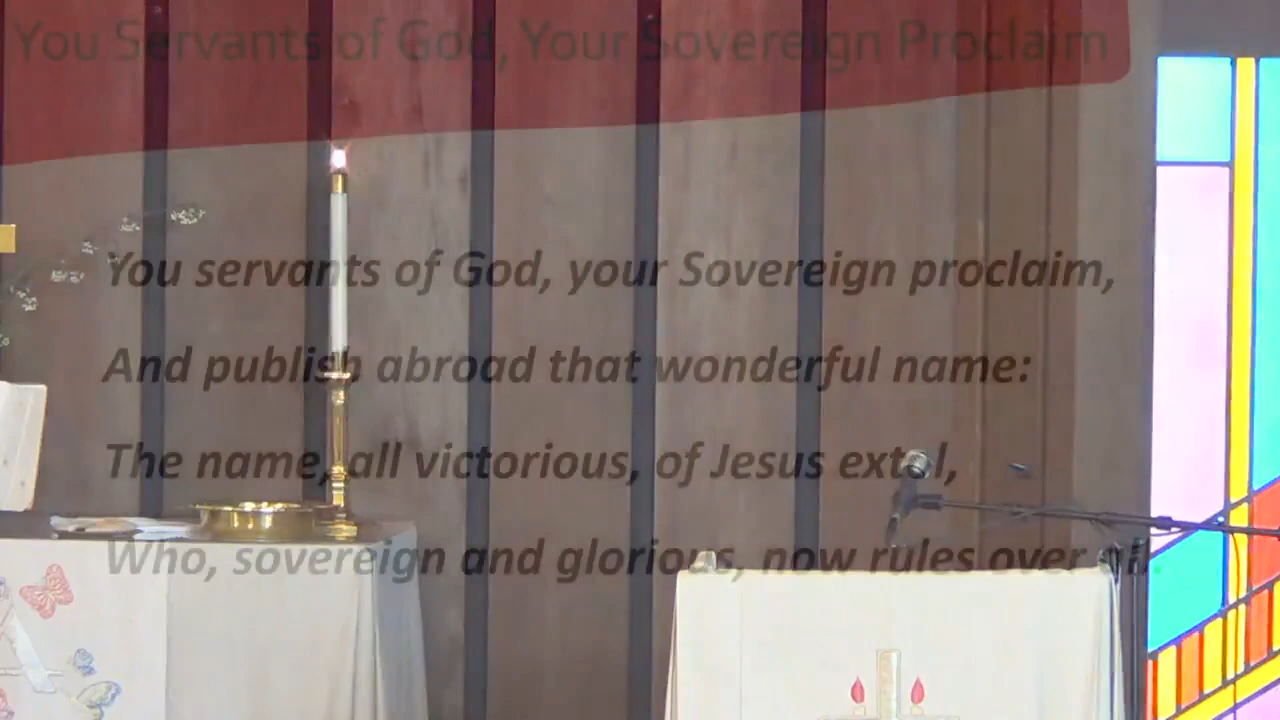 You Servants of God, Your Sovereign Proclaim
You servants of God, your Sovereign proclaim,
And publish abroad that wonderful name:
The name, all victorious, of Jesus extol,
Who, sovereign and glorious, now rules over